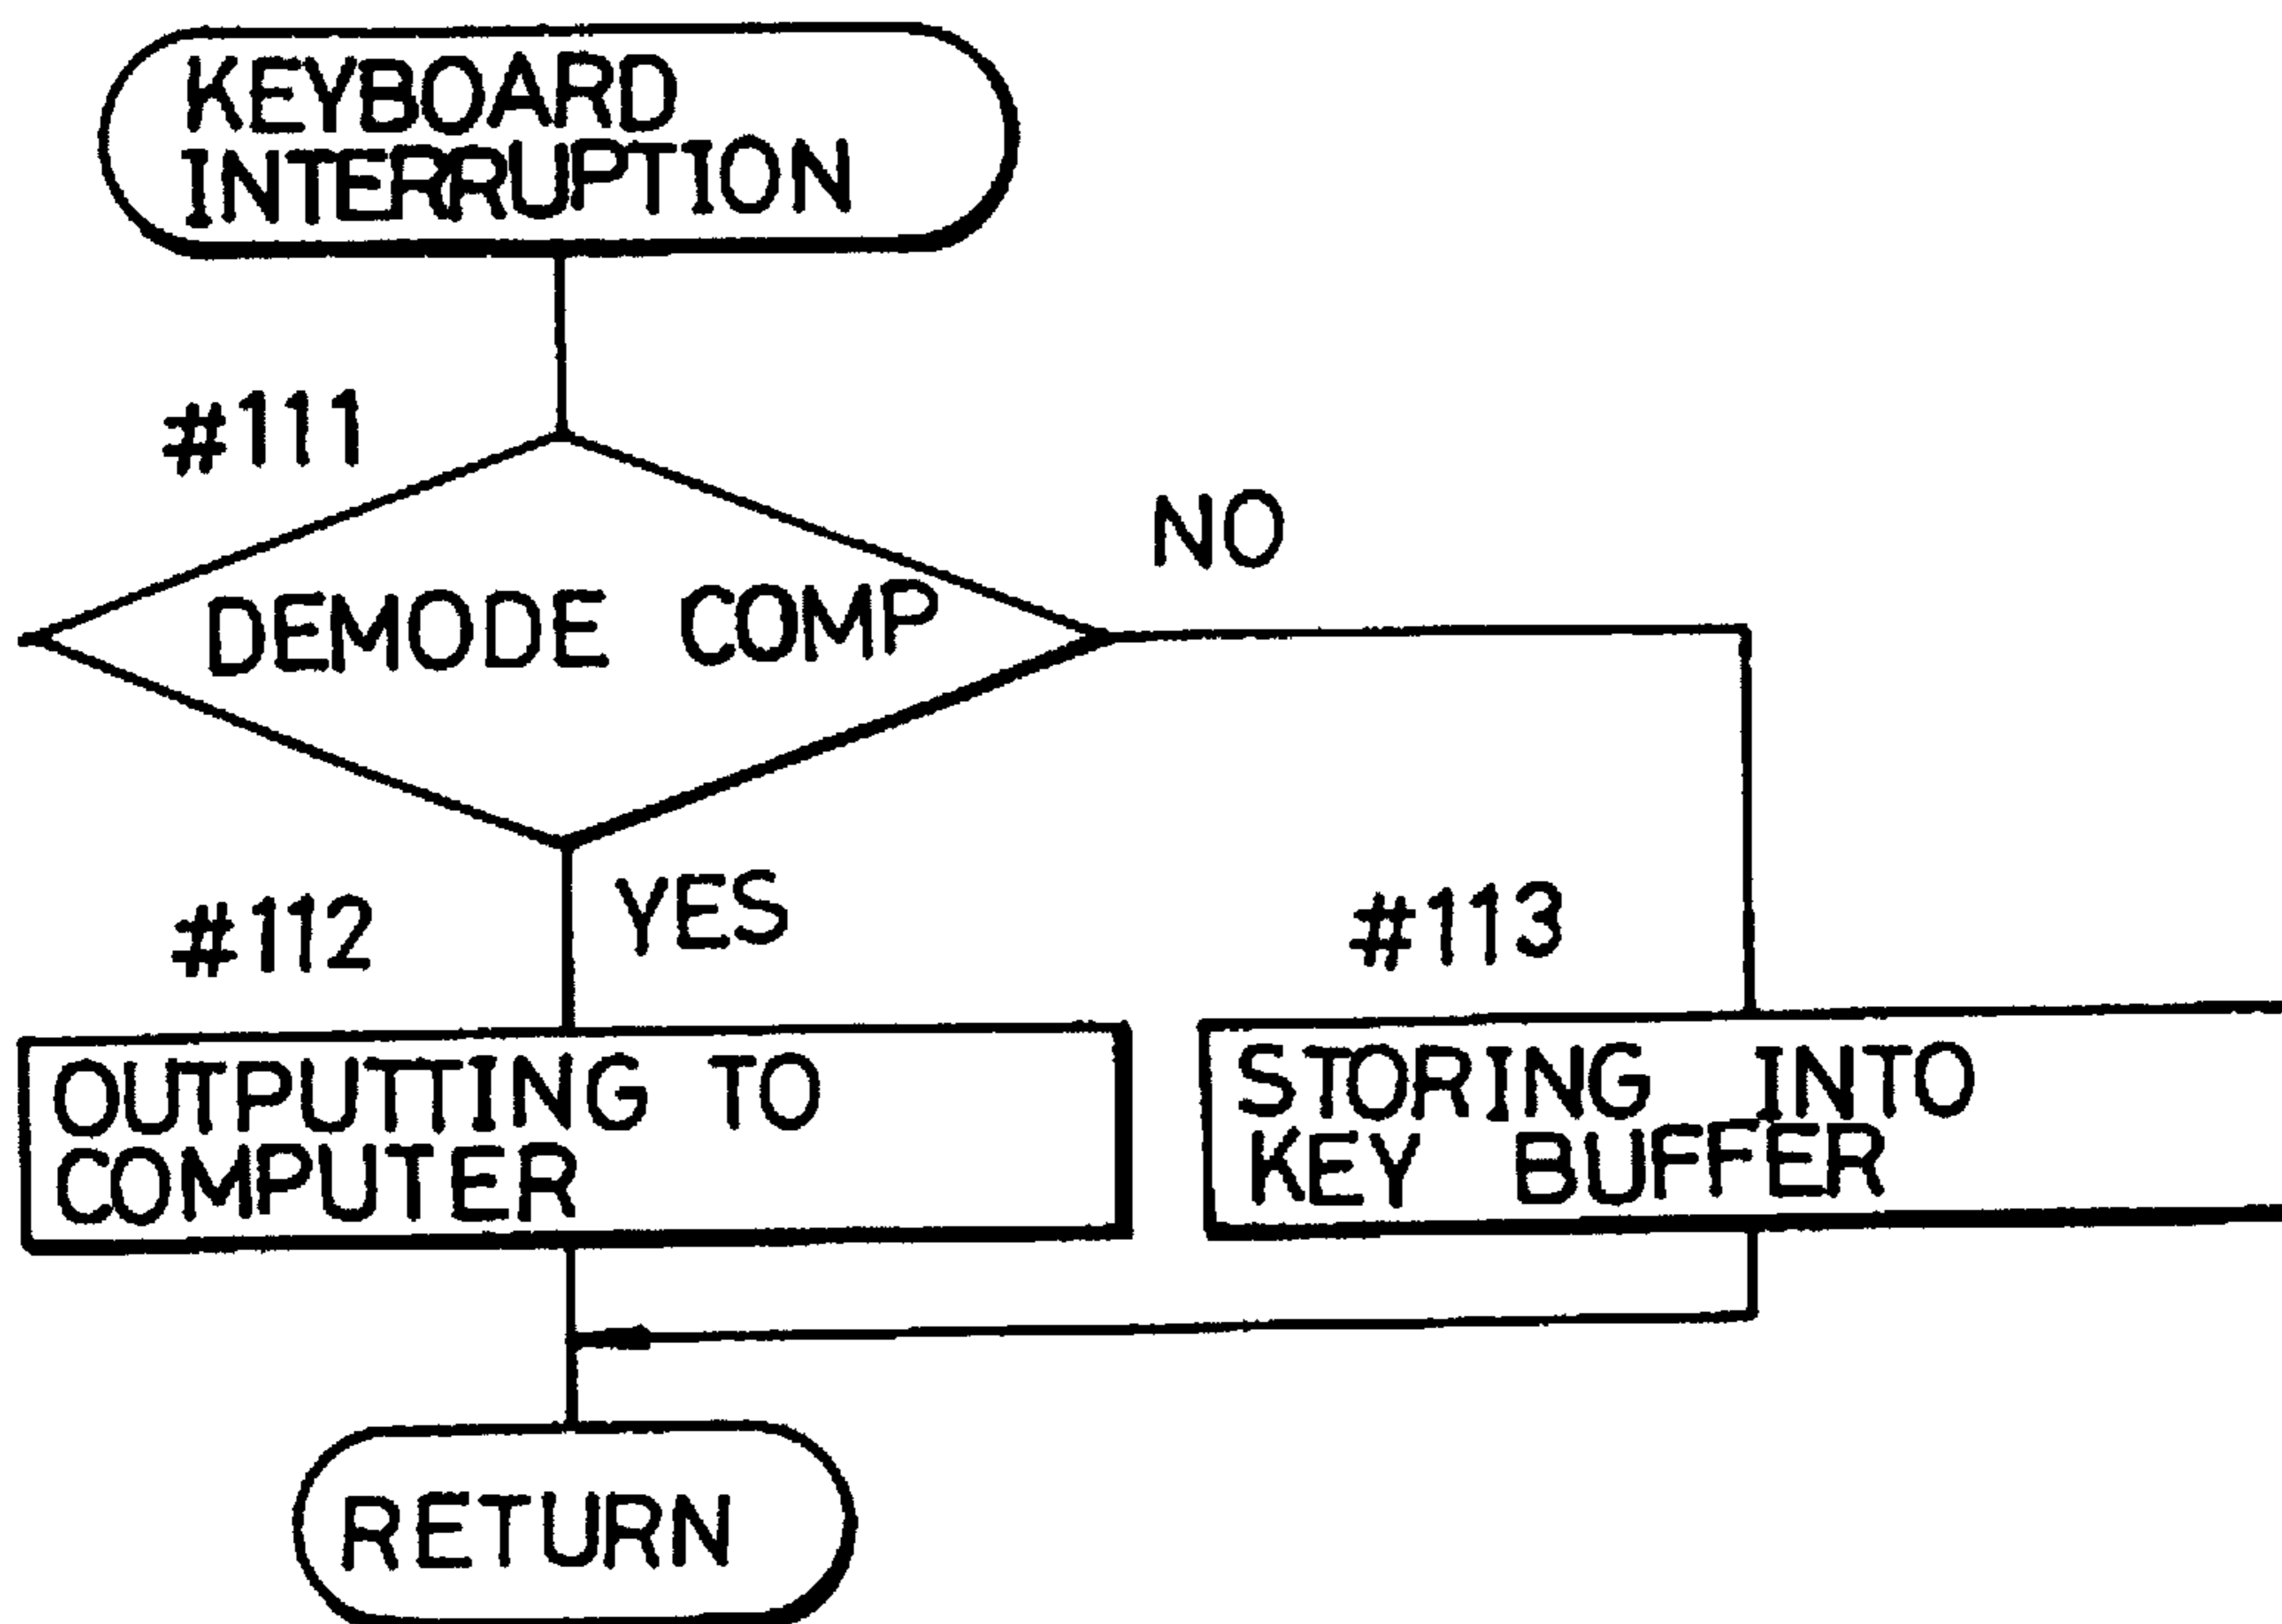 KEYBOARD
INTERRUPTION
#111
NO
DEMODE COMP
YES
#112
#113
OUTPUTTING TO
COMPUTER
STORING INTO
KEY BUFFER
RETURN